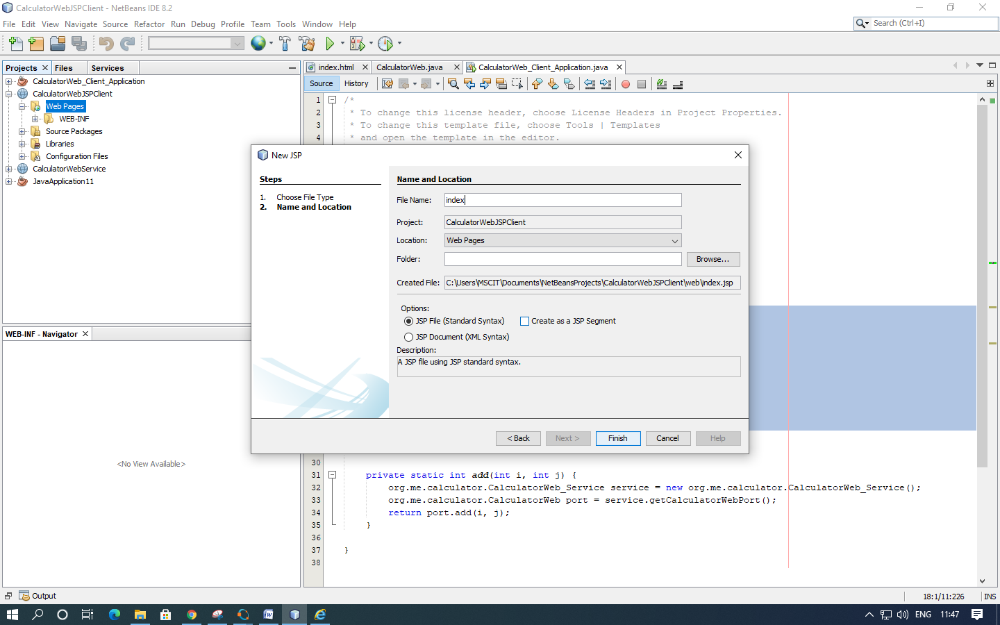 CalculatorWebJSPClient - NetBeans IDE 8.2
File Edit View Navigate Source Refactor Run Debug Profile Team Tools Window Help
Search (Ctrl+I)
Projects Files Services
CalculatorWeb_Client_Application
CalculatorWebJSPClient
Web Pages
WEB-INF
Source Packages
Libraries
Configuration Files
CalculatorWebService
JavaApplication11
WEB-INF - Navigator
<No View Available>
index.html CalculatorWeb.java CalculatorWeb_Client_Application.java
Source History
1 /*
2 * To change this license header, choose License Headers in Project Properties.
3 * To change this template file, choose Tools | Templates
4 * and open the template in the editor.
New JSP
Steps
1. Choose File Type
2. Name and Location
Name and Location
File Name: index
Project: CalculatorWebJSPClient
Location: Web Pages
Folder: Browse...
Created File: C:\Users\MSCIT\Documents\NetBeansProjects\CalculatorWebJSPClient\web\index.jsp
Options:
JSP File (Standard Syntax) Create as a JSP Segment
JSP Document (XML Syntax)
Description:
A JSP file using JSP standard syntax.
< Back Next > Finish Cancel Help
30
31 private static int add(int i, int j) {
32 org.me.calculator.CalculatorWeb_Service service = new org.me.calculator.CalculatorWeb_Service();
33 org.me.calculator.CalculatorWeb port = service.getCalculatorWebPort();
34 return port.add(i, j);
35 }
36
37 }
38
Output
18:1/11:226 INS
ENG 11:47